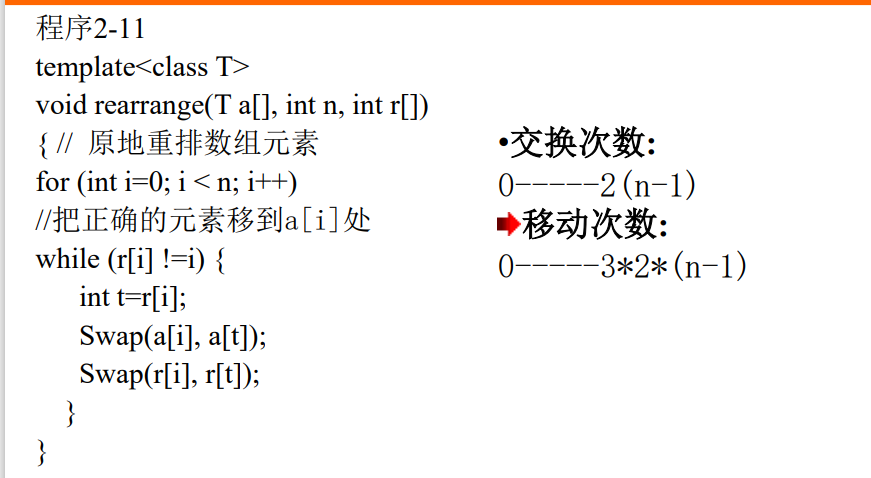 程序2-11
template<class T>
void rearrange(T a[], int n, int r[])
{ // 原地重排数组元素
for (int i=0; i < n; i++)
//把正确的元素移到a[i]处
while (r[i] !=i) {
int t=r[i];
Swap(a[i], a[t]);
Swap(r[i], r[t]);
}
}
•交换次数:
0-----2(n-1)
移动次数:
0-----3*2*(n-1)